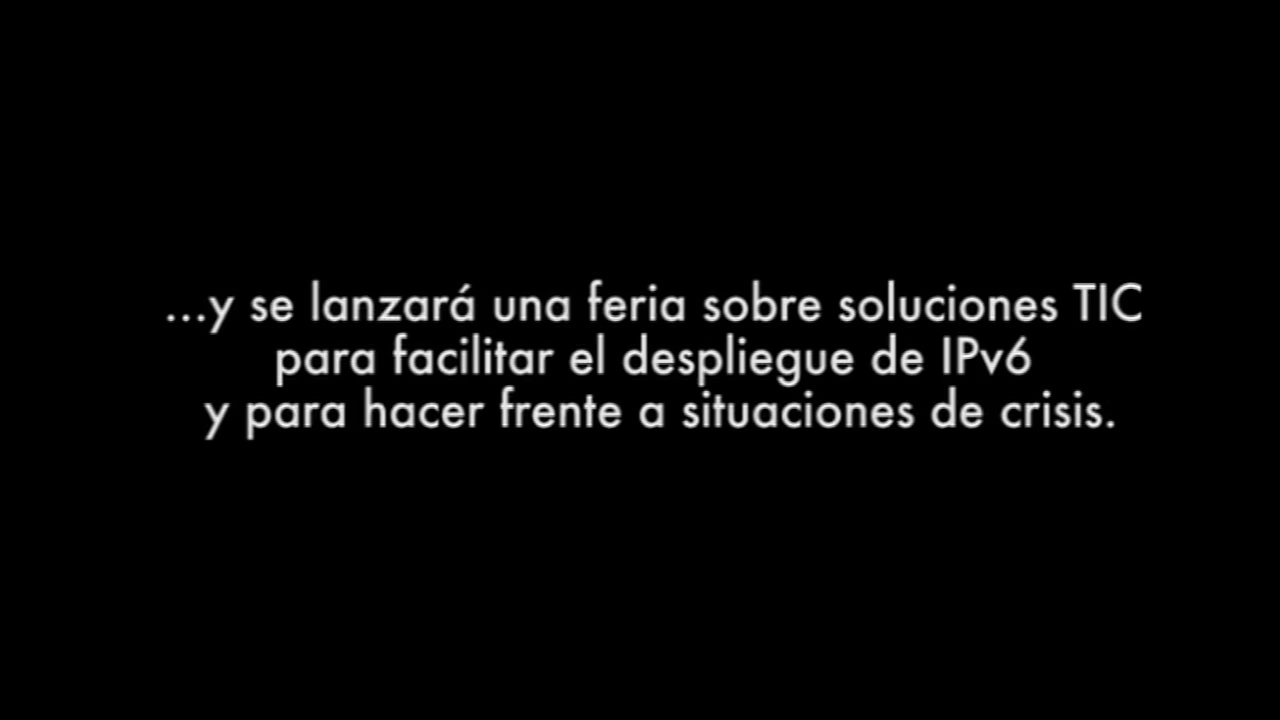 ...y se lanzará una feria sobre soluciones TIC
para facilitar el despliegue de IPv6
y para hacer frente a situaciones de crisis.